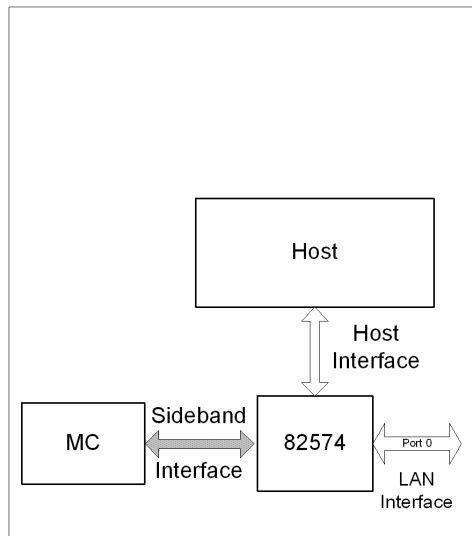 Host
Host
Interface
Sideband
MC
82574
Port 0
Interface
LAN
Interface